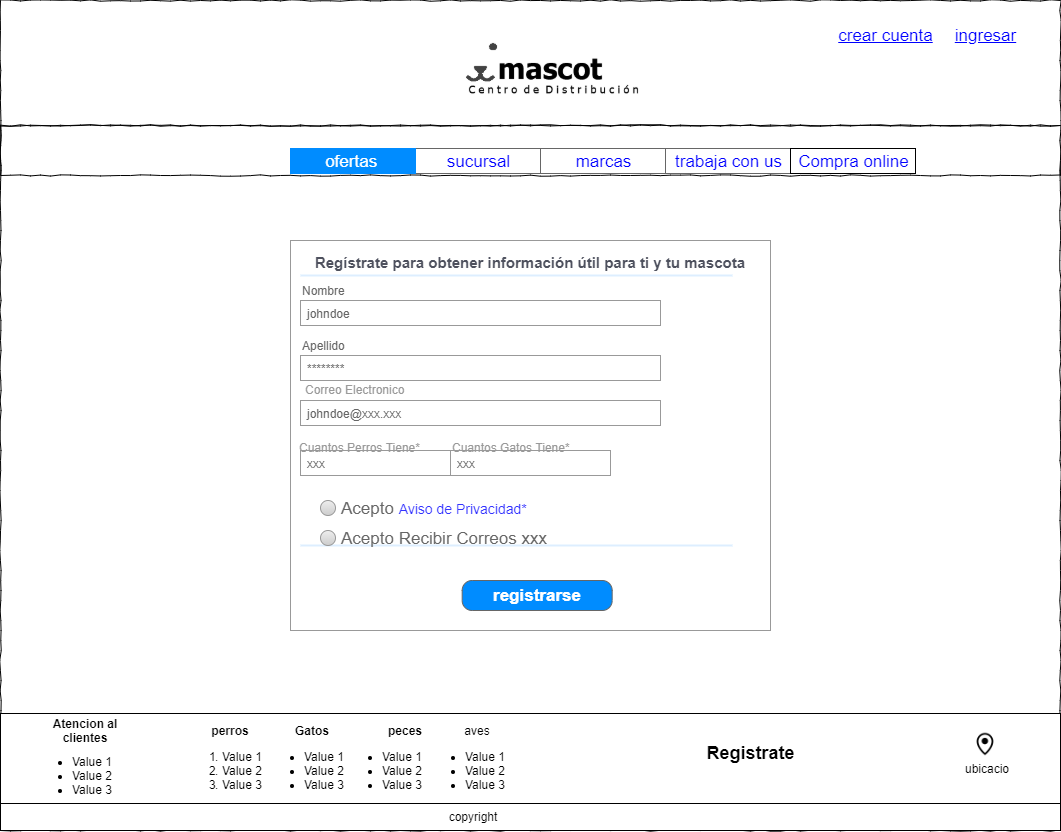 crear cuenta ingresar
mascot
Centro de Distribución
ofertas sucursal marcas trabaja con us Compra online
Regístrate para obtener información útil para ti y tu mascota
Nombre
johndoe
Apellido
********
Correo Electronico
johndoe@xxx.xxx
Cuantos Perros Tiene* Cuantos Gatos Tiene*
xxx xxx
Acepto Aviso de Privacidad*
Acepto Recibir Correos xxx
registrarse
Atencion al
clientes
• Value 1
• Value 2
• Value 3
perros
1. Value 1
2. Value 2
3. Value 3
Gatos
• Value 1
• Value 2
• Value 3
peces
• Value 1
• Value 2
• Value 3
aves
• Value 1
• Value 2
• Value 3
Registrate
ubicacio
copyright